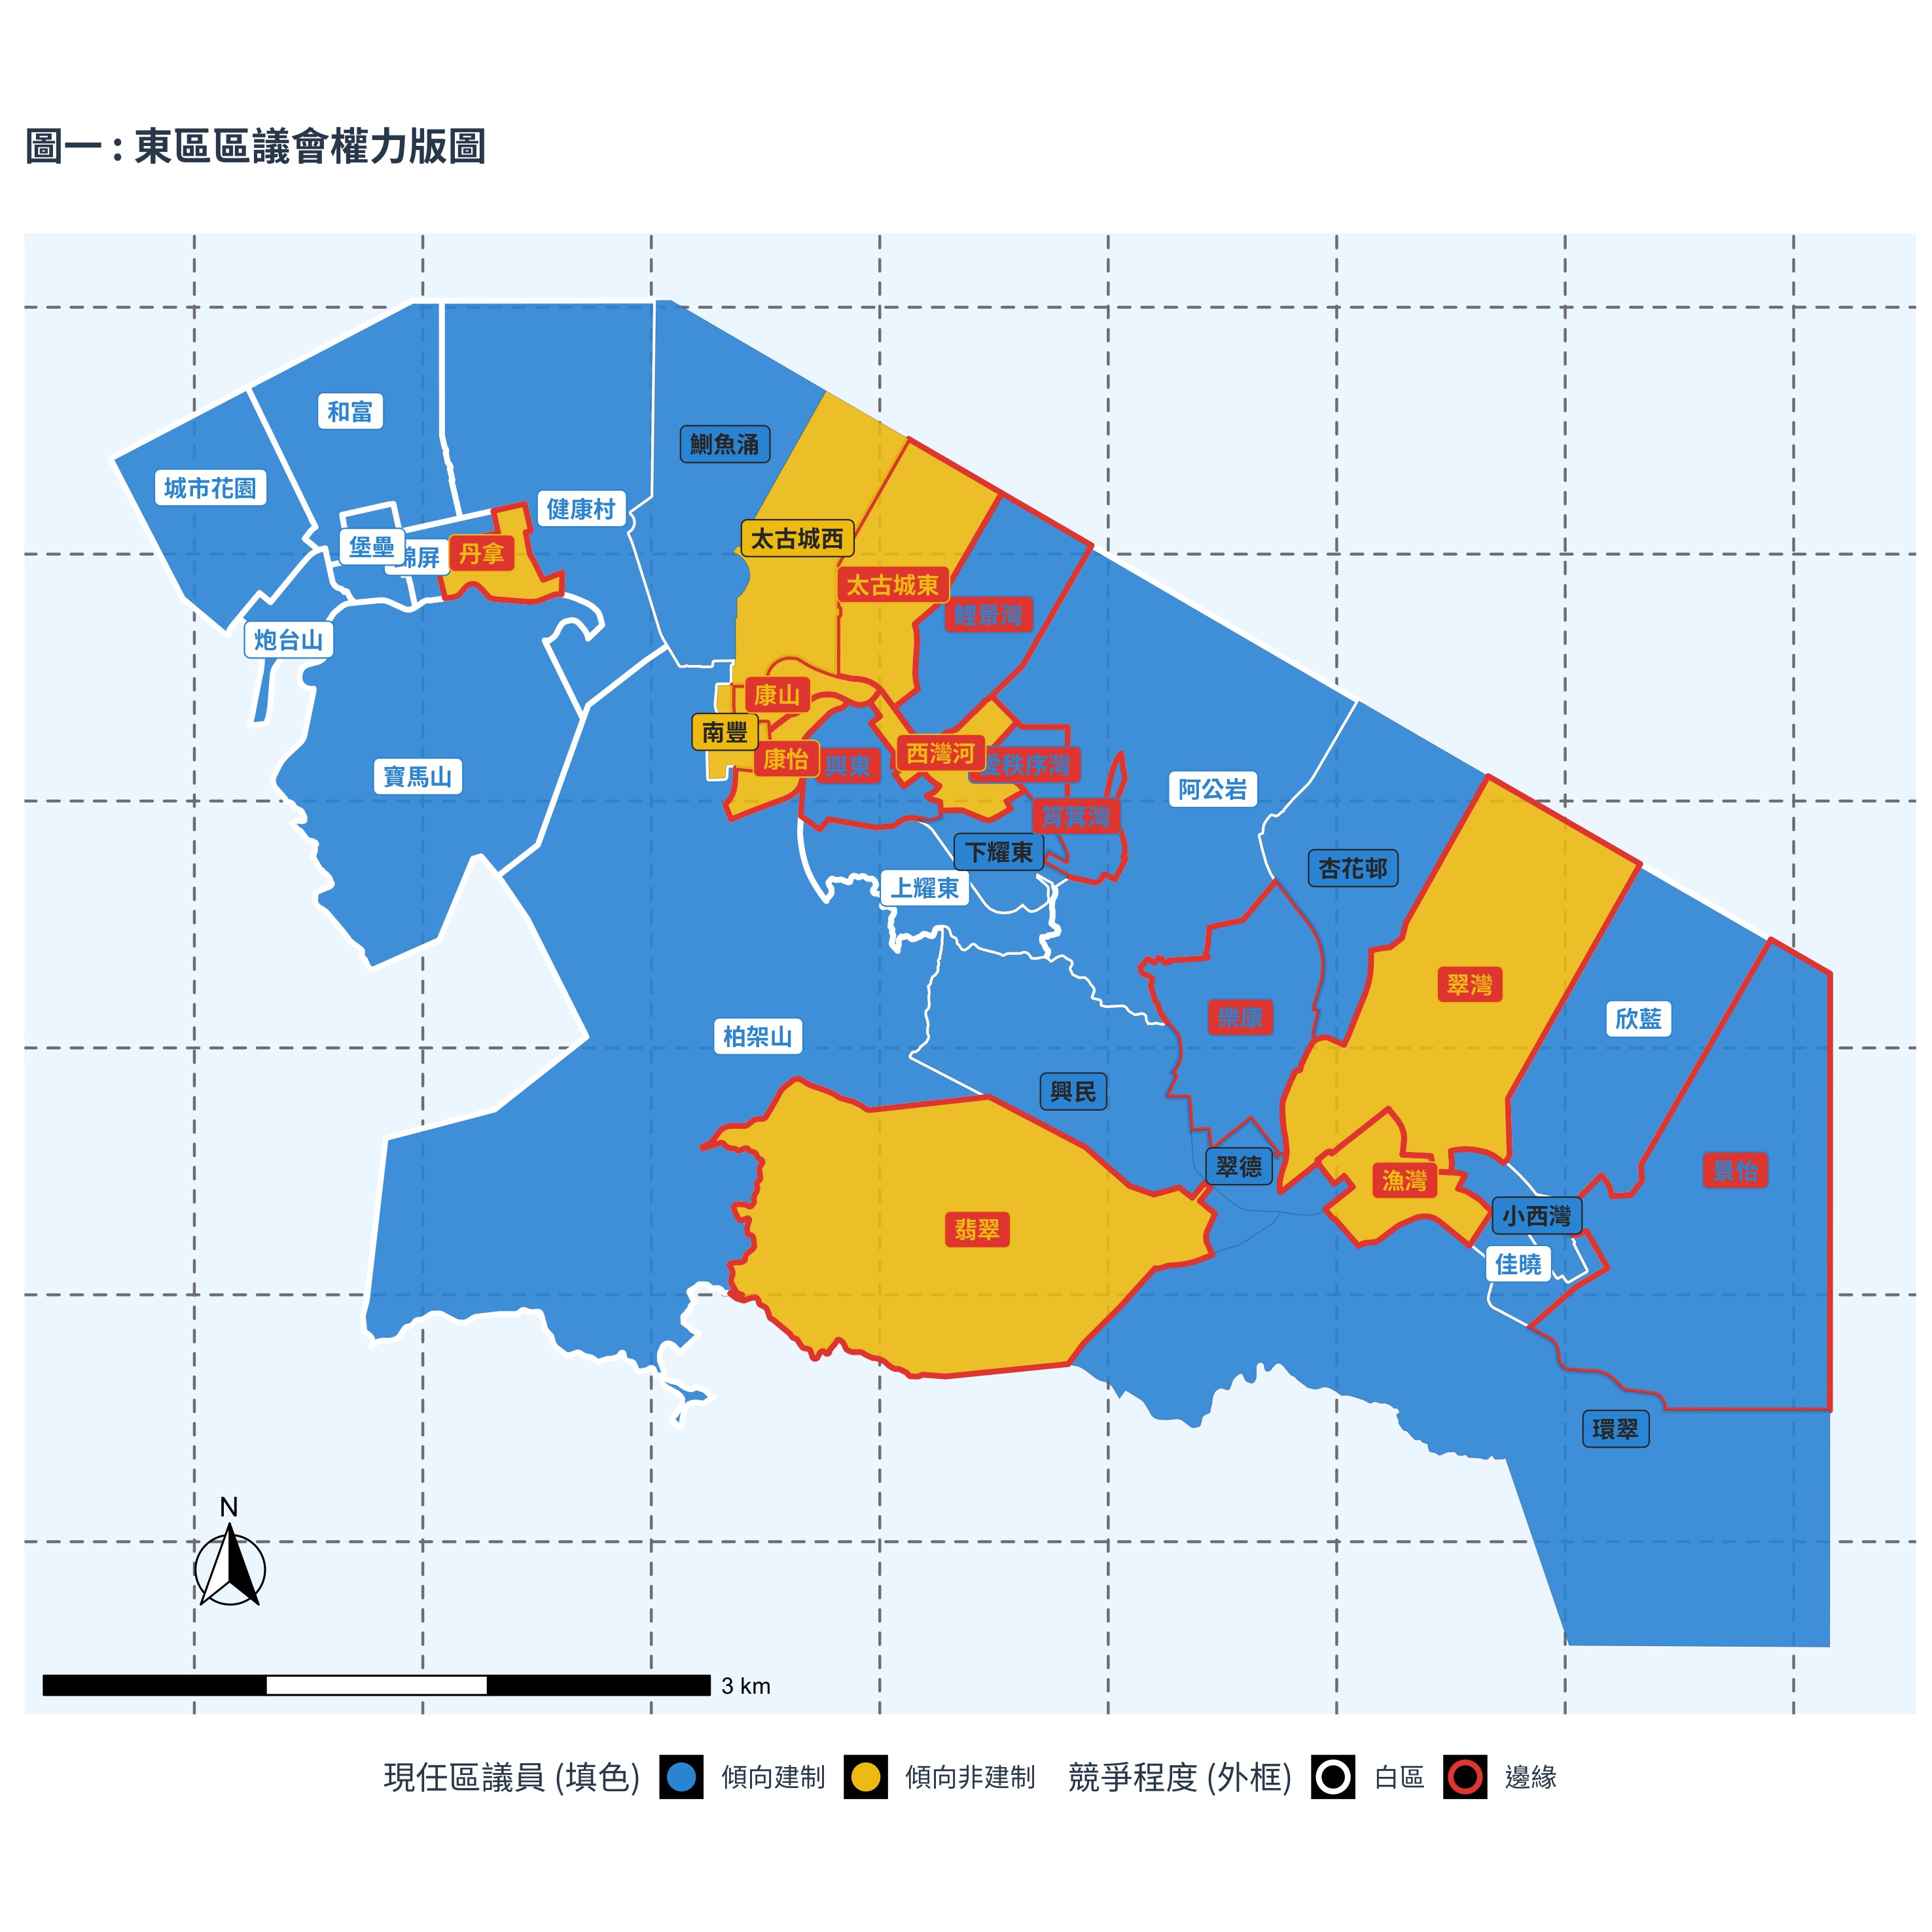 圖一 : 東區區議會權力版圖
和富
鰂魚涌
城市花園
健康村
太古城西
堡壘
錦屏
丹拿
太古城東
鯉景灣
炮台山
康山
南豐
康怡
興東
西灣河
愛秩序灣
寶馬山
阿公岩
筲箕灣
下耀東
杏花邨
上耀東
翠灣
樂康
欣藍
柏架山
興民
翠德
漁灣
景怡
小西灣
翡翠
佳曉
環翠
N
3 km
現任區議員 (填色) 傾向建制 傾向非建制 競爭程度 (外框) 白區 邊緣